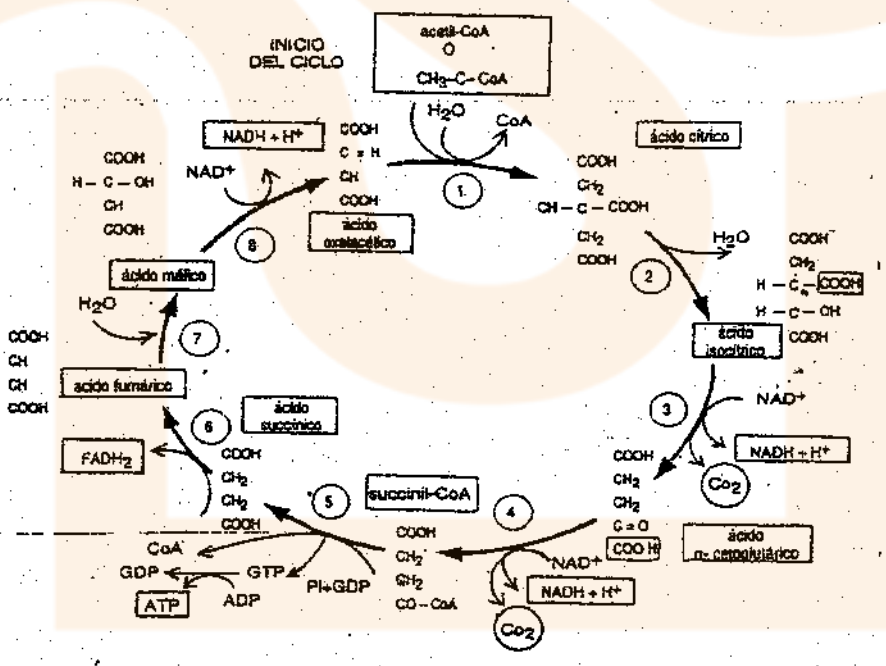 INICIO
DEL CICLO
acetil-CoA
O
CH3-C-CoA
H2O
CoA
1
COOH
C = H
CH
COOH
ácido
oxalacético
ácido cítrico
COOH
CH2
CH - C - COOH
CH2
COOH
2
H2O
COOH-
CH2
H - C - COOH
H - C - OH
COOH
ácido
isocítrico
3
NAD+
NADH + H+
Co2
COOH
CH2
CH2
C = O
COOH
ácido
α- cetoglutárico
4
NAD+
NADH + H+
Co2
succinil-CoA
COOH
CH2
CH2
CO - CoA
5
Pi+GDP
CoA
GDP
GTP
ATP
ADP
ácido
succínico
COOH
CH2
CH2
COOH
6
FADH2
acido fumárico
COOH
CH
CH
COOH
7
H2O
ácido málico
COOH
H - C - OH
CH
COOH
8
NAD+
NADH + H+